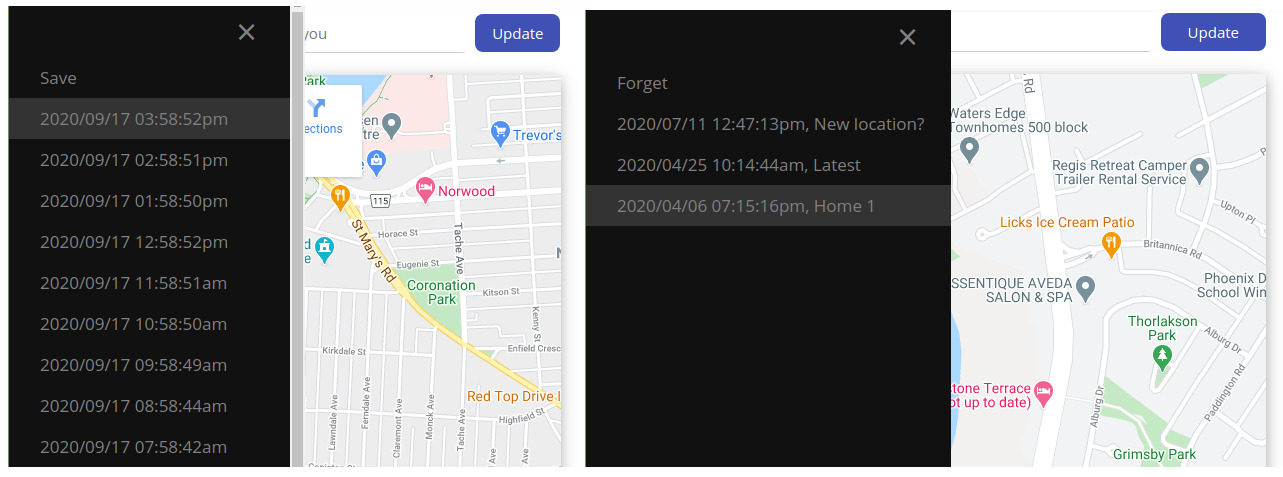 ×
you
Update
Save
2020/09/17 03:58:52pm
2020/09/17 02:58:51pm
2020/09/17 01:58:50pm
2020/09/17 12:58:52pm
2020/09/17 11:58:51am
2020/09/17 10:58:50am
2020/09/17 09:58:49am
2020/09/17 08:58:44am
2020/09/17 07:58:42am
Park
ections
sen
tre
Trevor's
Norwood
115
Horace St
St Mary's Rd
Tache Ave
Eugenie St
Coronation
Park
Kitson St
Kenny St
Kirkdale St
Enfield Cresc
Red Top Drive I
Highfield St
Lawndale Ave
Ferndale Ave
Claremont Ave
Monck Ave
Tache Ave
×
Update
Forget
2020/07/11 12:47:13pm, New location?
2020/04/25 10:14:44am, Latest
2020/04/06 07:15:16pm, Home 1
Rd
Waters Edge
Townhomes 500 block
Regis Retreat Camper
Trailer Rental Service
Upton Pl
Licks Ice Cream Patio
Britannica Rd
SSENTIQUE AVEDA
SALON & SPA
Phoenix D
School Win
Thorlakson
Park
Alburg Dr
Paddington Rd
stone Terrace
ot up to date)
Alburg Dr
Grimsby Park